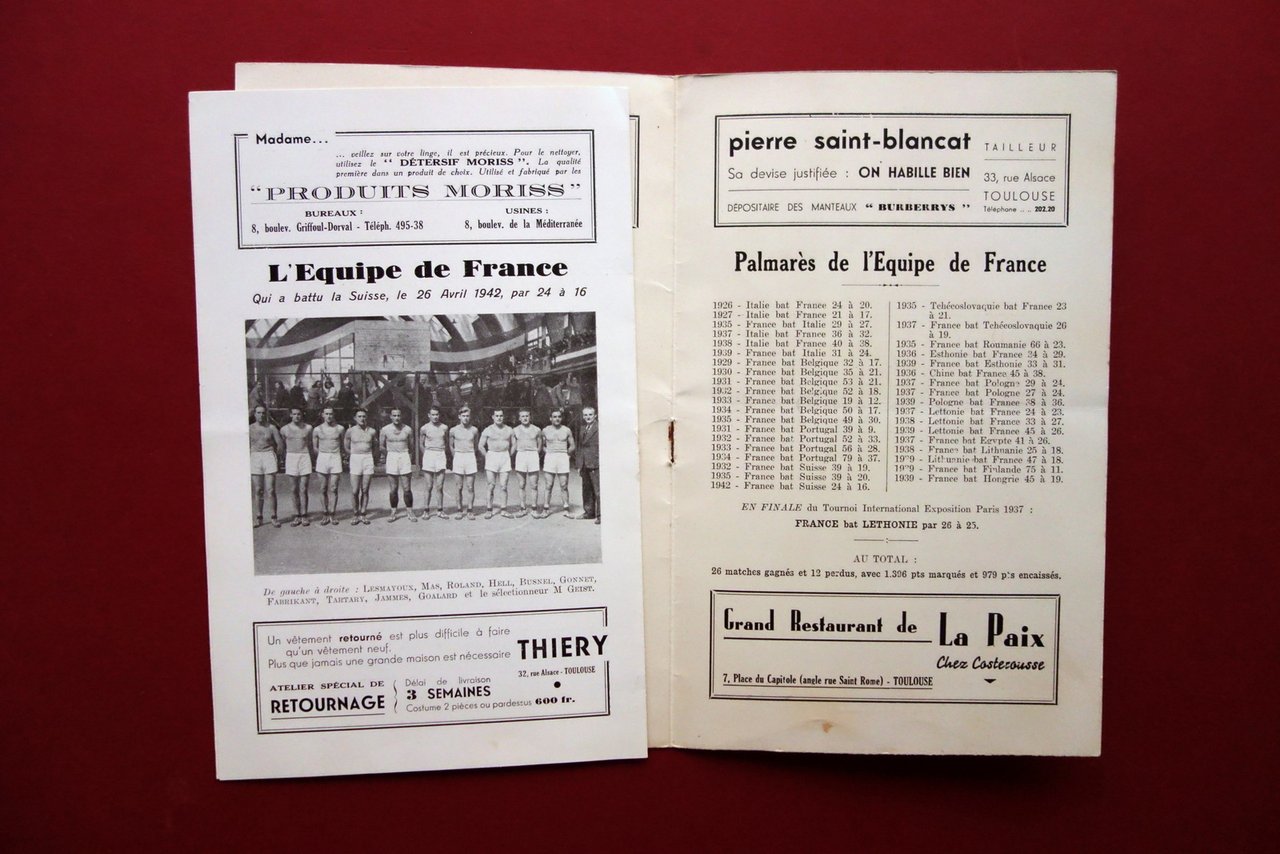 Madame...
... veillez sur votre linge, il est précieux. Pour le nettoyer,
utilisez le " DÉTERSIF MORISS ". La qualité
première dans un produit de choix. Utilisé et fabriqué par les
" PRODUITS MORISS "
BUREAUX :
8, boulev. Griffoul-Dorval - Téléph. 495-38
USINES :
8, boulev. de la Méditerranée
L'Equipe de France
Qui a battu la Suisse, le 26 Avril 1942, par 24 à 16
De gauche à droite : LESMAYOUX, MAS, ROLAND, HELL, BUSNEL, GONNET,
FABRIKANT, TARTARY, JAMMES, GOALARD et le sélectionneur M GEIST.
Un vêtement retourné est plus difficile à faire
qu'un vêtement neuf.
Plus que jamais une grande maison est nécessaire
THIERY
32, rue Alsace - TOULOUSE
ATELIER SPÉCIAL DE
RETOURNAGE
Délai de livraison
3 SEMAINES
Costume 2 pièces ou pardessus 600 fr.
pierre saint-blancat
Sa devise justifiée : ON HABILLE BIEN
DÉPOSITAIRE DES MANTEAUX " BURBERRYS "
TAILLEUR
33, rue Alsace
TOULOUSE
Téléphone .. .. 202.20
Palmarès de l'Equipe de France
1926 - Italie bat France 24 à 20.
1927 - Italie bat France 21 à 17.
1935 - France bat Italie 29 à 27.
1937 - Italie bat France 36 à 32.
1938 - Italie bat France 40 à 38.
1939 - France bat Italie 31 à 24.
1929 - France bat Belgique 32 à 17.
1930 - France bat Belgique 35 à 21.
1931 - France bat Belgique 53 à 21.
1932 - France bat Belgique 52 à 18.
1933 - France bat Belgique 19 à 12.
1934 - France bat Belgique 50 à 17.
1935 - France bat Belgique 49 à 30.
1931 - France bat Portugal 39 à 9.
1932 - France bat Portugal 52 à 33.
1933 - France bat Portugal 56 à 28.
1934 - France bat Portugal 79 à 37.
1932 - France bat Suisse 39 à 19.
1935 - France bat Suisse 39 à 20.
1942 - France bat Suisse 24 à 16.
1935 - Tchécoslovaquie bat France 23
à 21.
1937 - France bat Tchécoslovaquie 26
à 19.
1935 - France bat Roumanie 66 à 23.
1936 - Esthonie bat France 34 à 29.
1939 - France bat Esthonie 33 à 31.
1936 - Chine bat France 45 à 38.
1937 - France bat Pologne 29 à 24.
1937 - France bat Pologne 27 à 24.
1939 - Pologne bat France 38 à 36.
1937 - Lettonie bat France 24 à 23.
1938 - Lettonie bat France 33 à 27.
1939 - Lettonie bat France 45 à 26.
1937 - France bat Egypte 41 à 26.
1938 - France bat Lithuanie 25 à 18.
1939 - Lithuanie bat France 47 à 18.
1939 - France bat Finlande 75 à 11.
1939 - France bat Hongrie 45 à 19.
EN FINALE du Tournoi International Exposition Paris 1937 :
FRANCE bat LETHONIE par 26 à 25.
AU TOTAL :
26 matches gagnés et 12 perdus, avec 1.396 pts marqués et 979 pts encaissés.
Grand Restaurant de La Paix
Chez Costerousse
7, Place du Capitole (angle rue Saint Rome) - TOULOUSE